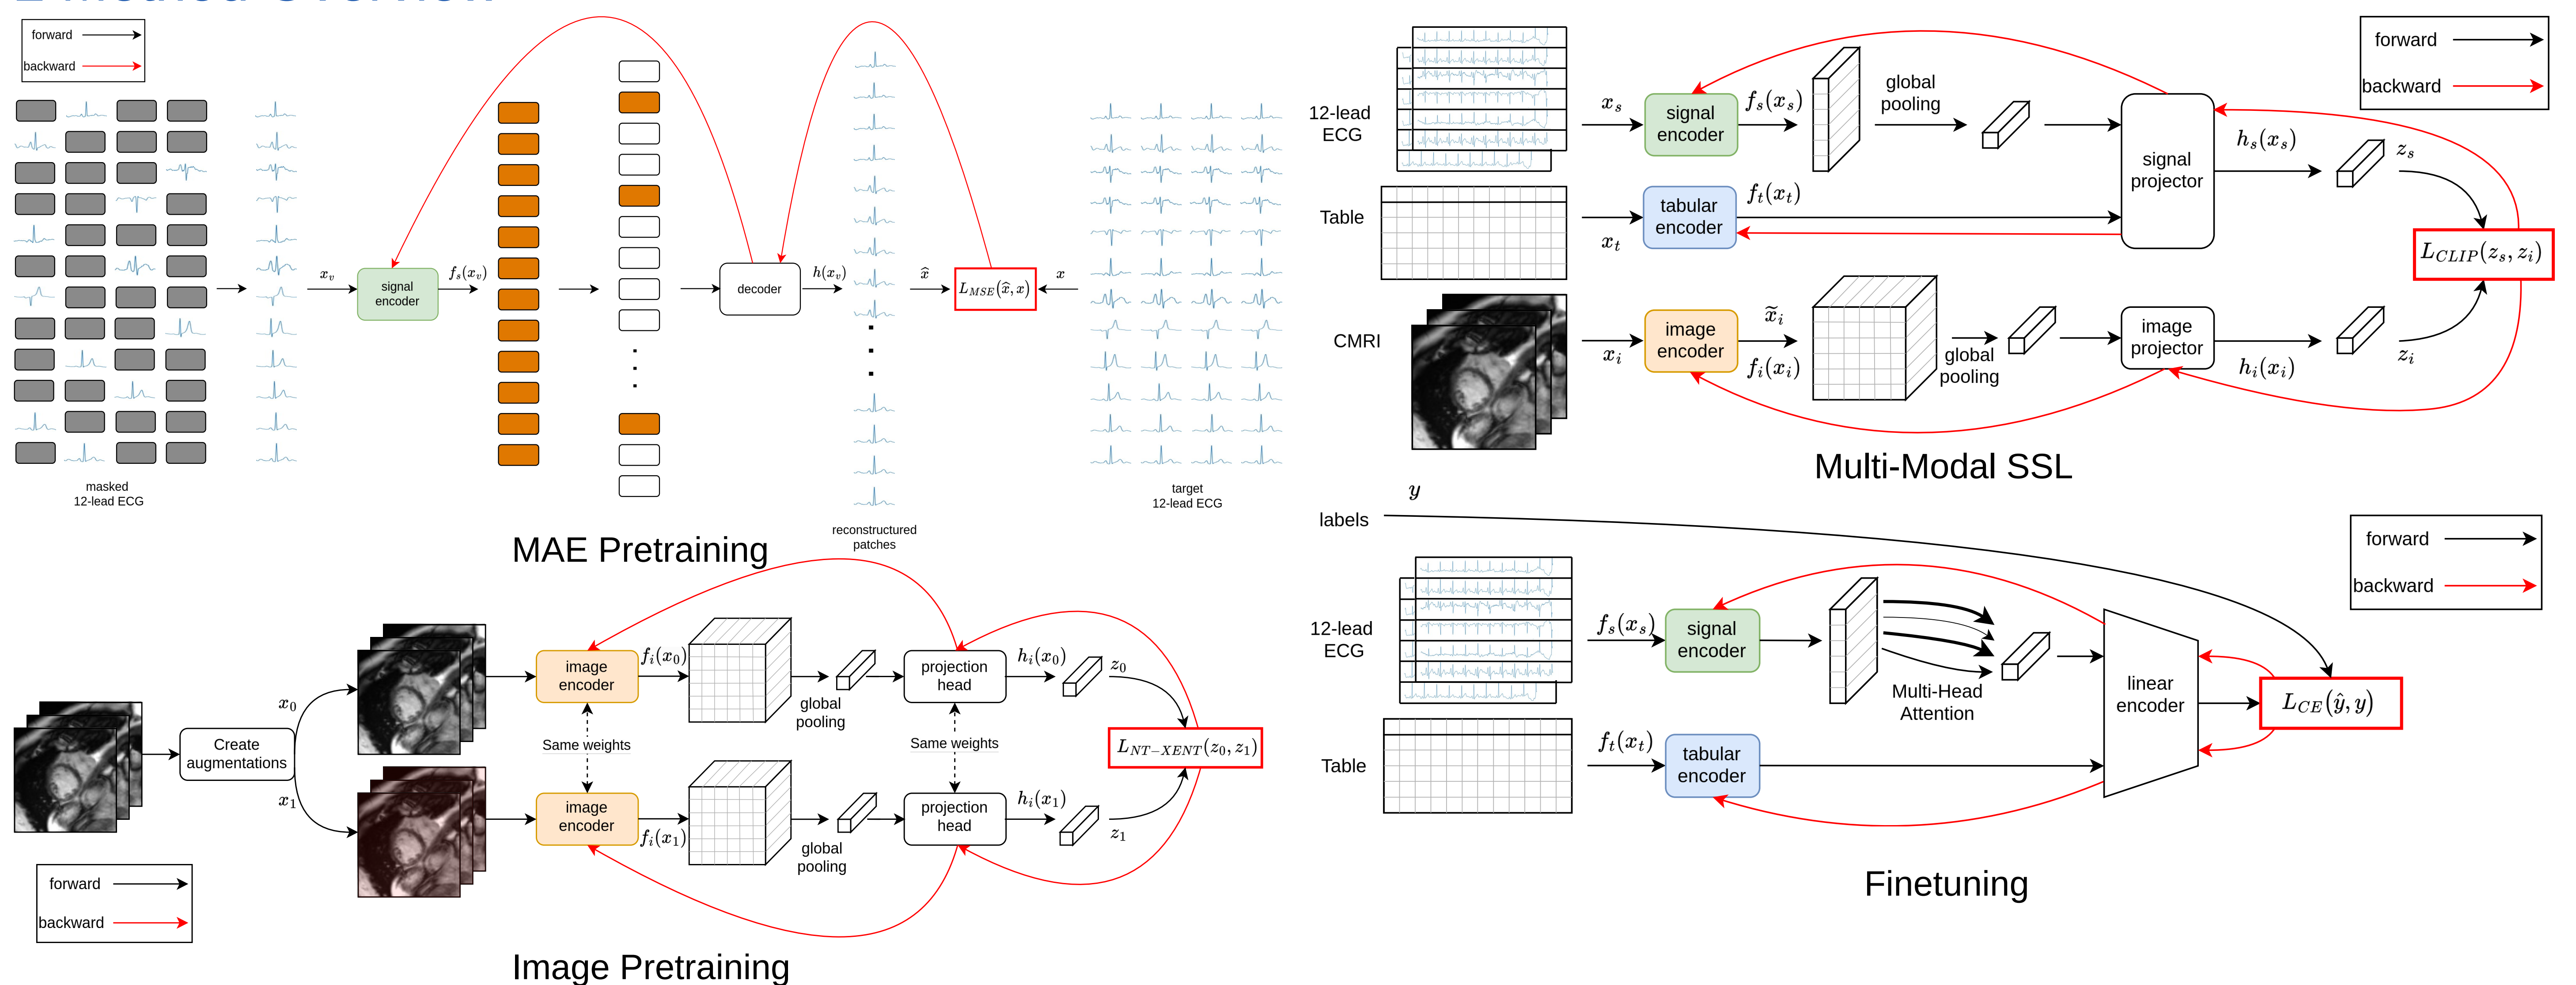 2 Method Overview
forward
backward
masked
12-lead ECG
x_v
signal
encoder
f_s(x_v)
decoder
h(x_v)
reconstructed
patches
x̂
L_MSE(x̂, x)
x
target
12-lead ECG
MAE Pretraining
Create
augmentations
x_0
x_1
image
encoder
f_i(x_0)
global
pooling
projection
head
h_i(x_0)
z_0
Same weights
Same weights
L_NT−XENT(z_0, z_1)
image
encoder
f_i(x_1)
global
pooling
projection
head
h_i(x_1)
z_1
forward
backward
Image Pretraining
forward
backward
12-lead
ECG
x_s
signal
encoder
f_s(x_s)
global
pooling
signal
projector
h_s(x_s)
z_s
Table
x_t
tabular
encoder
f_t(x_t)
L_CLIP(z_s, z_i)
CMRI
x_i
image
encoder
x̃_i
f_i(x_i)
global
pooling
image
projector
h_i(x_i)
z_i
Multi-Modal SSL
y
labels
forward
backward
12-lead
ECG
f_s(x_s)
signal
encoder
Multi-Head
Attention
linear
encoder
L_CE(ŷ, y)
Table
f_t(x_t)
tabular
encoder
Finetuning